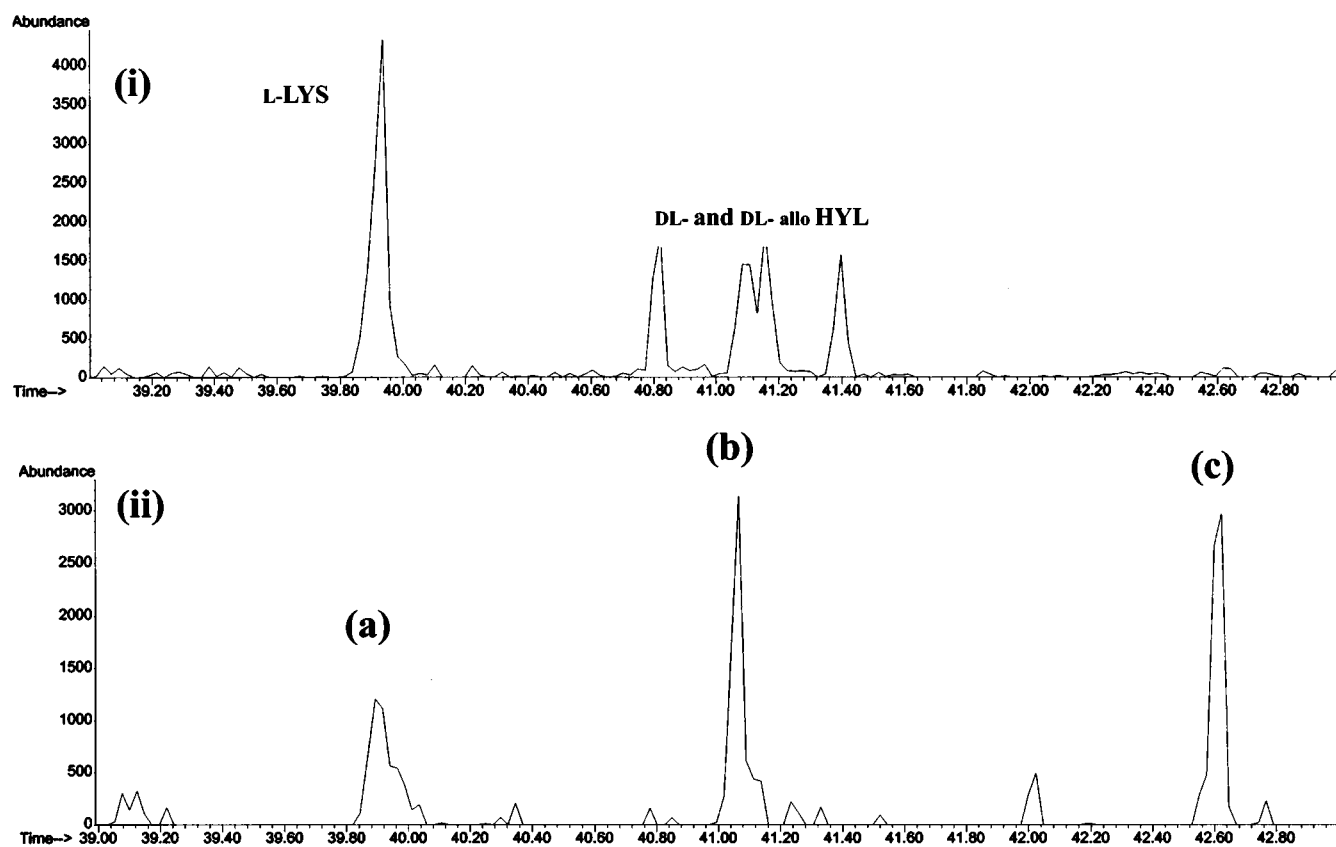 Abundance
4000
3500
3000
2500
2000
1500
1000
500
0
(i)
L-LYS
DL- and DL- allo HYL
Time--> 39.20 39.40 39.60 39.80 40.00 40.20 40.40 40.60 40.80 41.00 41.20 41.40 41.60 41.80 42.00 42.20 42.40 42.60 42.80
Abundance
3000
2500
2000
1500
1000
500
0
(ii)
(a)
(b)
(c)
Time--> 39.00 39.20 39.40 39.60 39.80 40.00 40.20 40.40 40.60 40.80 41.00 41.20 41.40 41.60 41.80 42.00 42.20 42.40 42.60 42.80